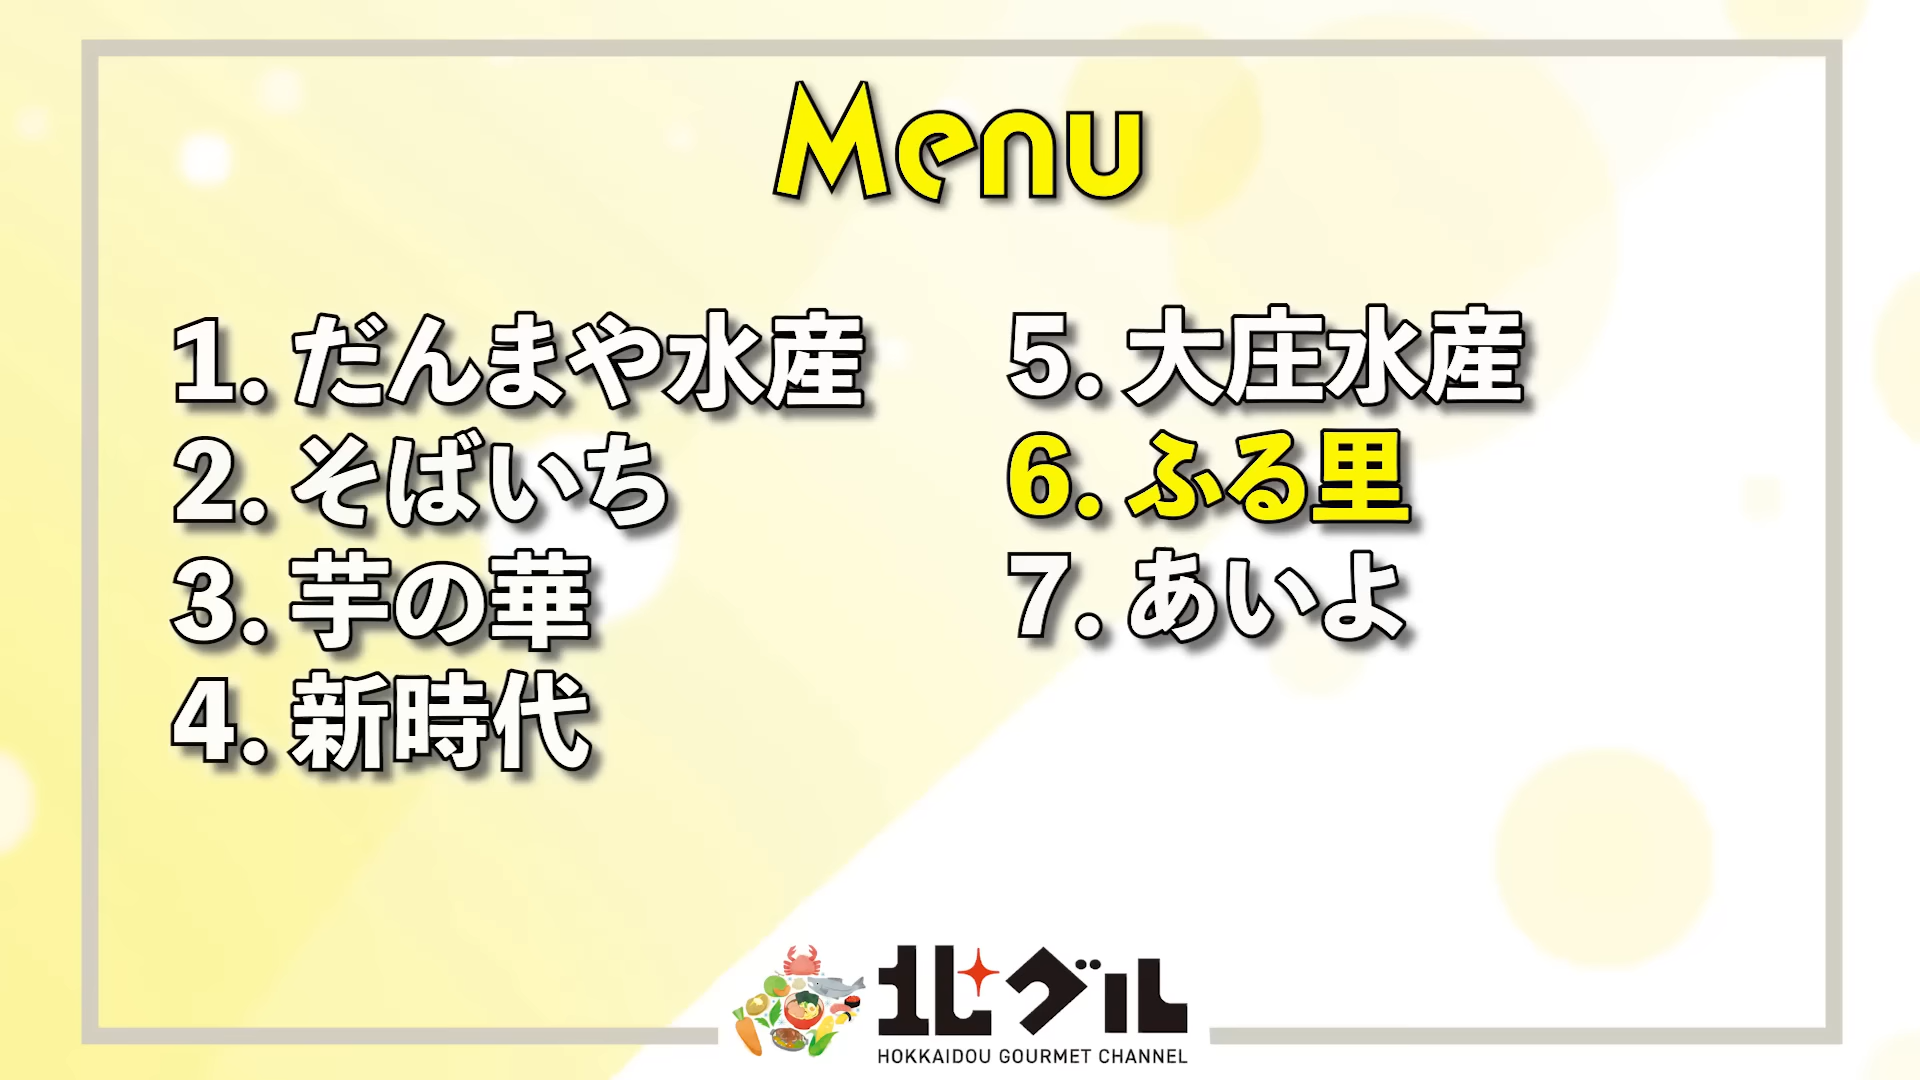 Menu
1. だんまや水産
2. そばいち
3. 芋の華
4. 新時代
5. 大庄水産
6. ふる里
7. あいよ
北グル
HOKKAIDOU GOURMET CHANNEL